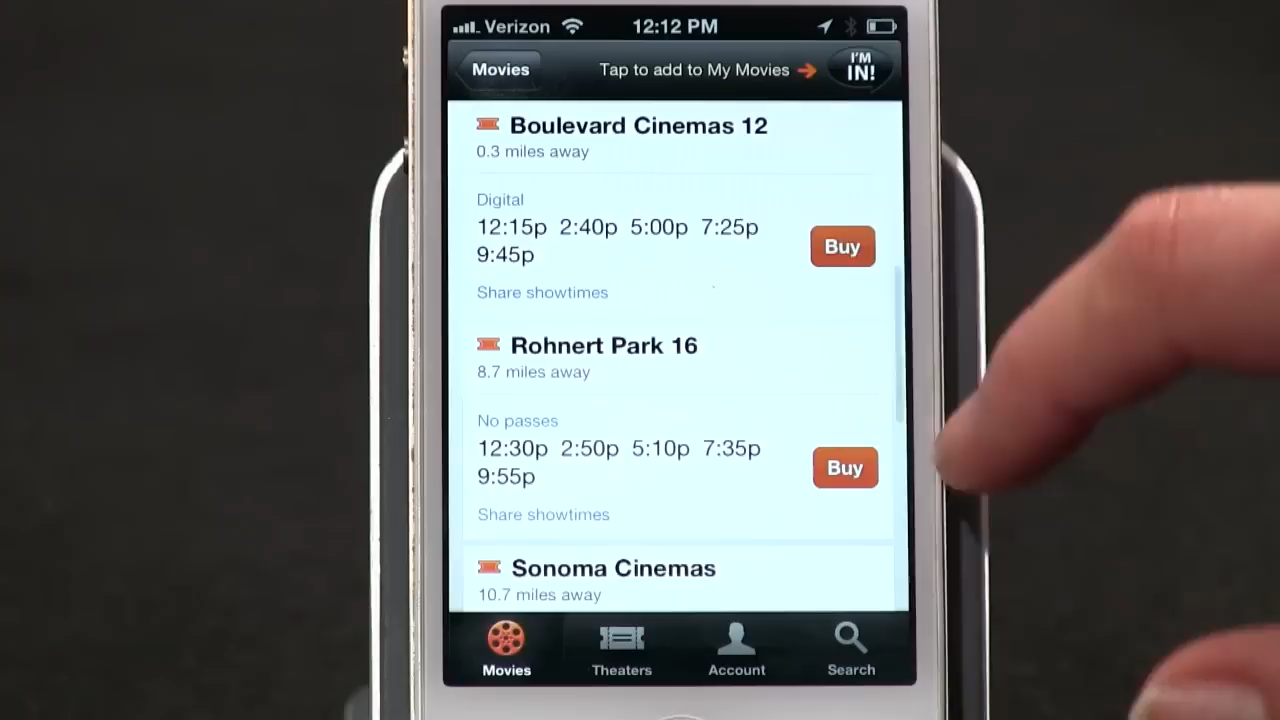 Verizon 12:12 PM
Movies Tap to add to My Movies I'M IN!
Boulevard Cinemas 12
0.3 miles away
Digital
12:15p 2:40p 5:00p 7:25p
9:45p
Buy
Share showtimes
Rohnert Park 16
8.7 miles away
No passes
12:30p 2:50p 5:10p 7:35p
9:55p
Buy
Share showtimes
Sonoma Cinemas
10.7 miles away
Movies Theaters Account Search